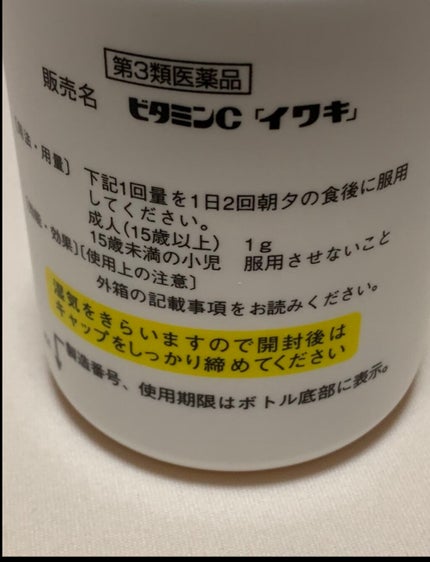 第3類医薬品
販売名 ビタミンC「イワキ」
法・用量〕
下記1回量を1日2回朝夕の食後に服用
してください。
成人(15歳以上) 1g
15歳未満の小児 服用させないこと
・効果〕〔使用上の注意〕
外箱の記載事項をお読みください。
湿気をきらいますので開封後は
キャップをしっかり締めてください
製造番号、使用期限はボトル底部に表示。